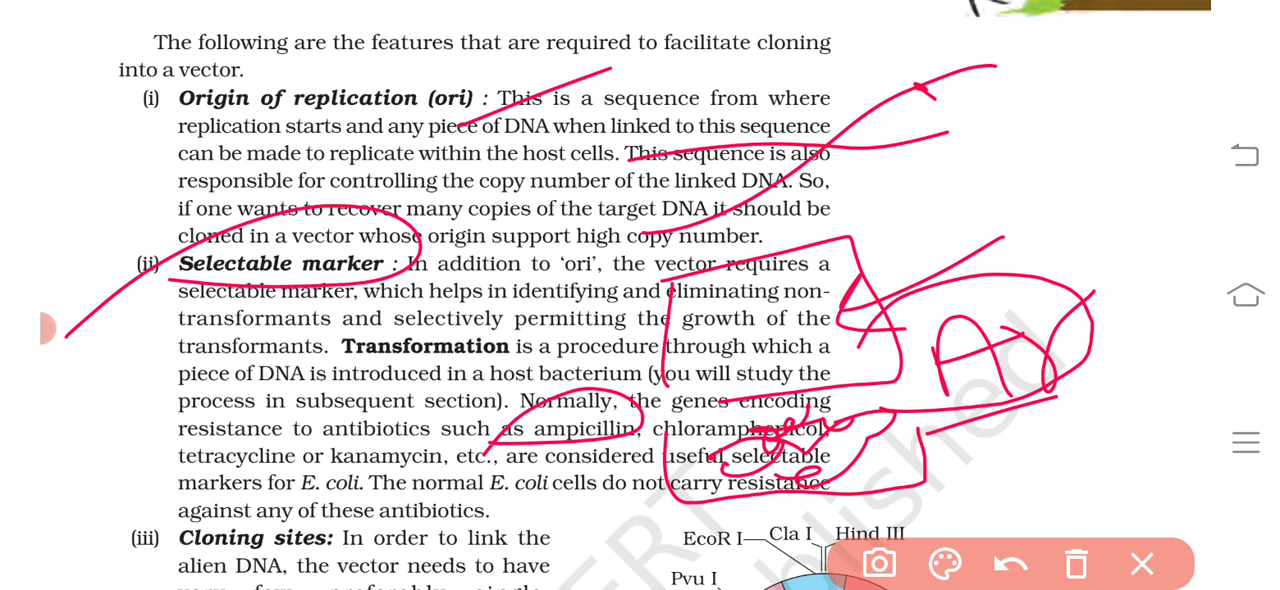 The following are the features that are required to facilitate cloning
into a vector.
(i) Origin of replication (ori) : This is a sequence from where
replication starts and any piece of DNA when linked to this sequence
can be made to replicate within the host cells. This sequence is also
responsible for controlling the copy number of the linked DNA. So,
if one wants to recover many copies of the target DNA it should be
cloned in a vector whose origin support high copy number.
(ii) Selectable marker : In addition to 'ori', the vector requires a
selectable marker, which helps in identifying and eliminating non-
transformants and selectively permitting the growth of the
transformants. Transformation is a procedure through which a
piece of DNA is introduced in a host bacterium (you will study the
process in subsequent section). Normally, the genes encoding
resistance to antibiotics such as ampicillin, chloramphenicol,
tetracycline or kanamycin, etc., are considered useful selectable
markers for E. coli. The normal E. coli cells do not carry resistance
against any of these antibiotics.
(iii) Cloning sites: In order to link the
alien DNA, the vector needs to have
EcoR I
Cla I
Hind III
Pvu I